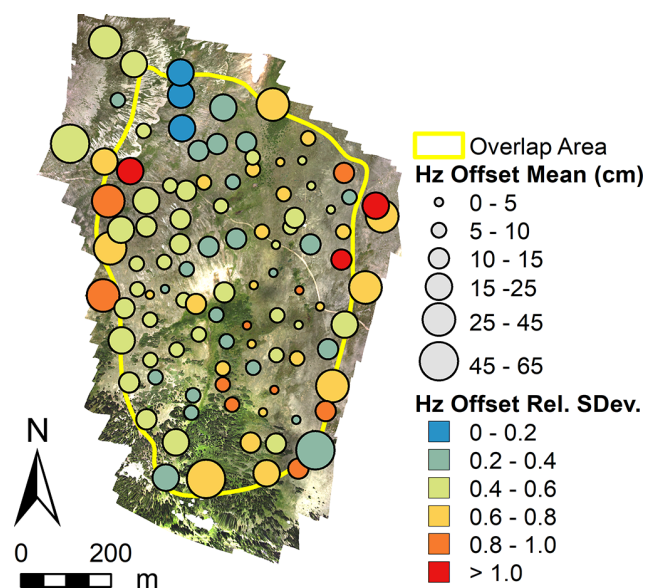 Overlap Area
Hz Offset Mean (cm)
0 - 5
5 - 10
10 - 15
15 -25
25 - 45
45 - 65
Hz Offset Rel. SDev.
0 - 0.2
0.2 - 0.4
0.4 - 0.6
0.6 - 0.8
0.8 - 1.0
> 1.0
N
0 200
m